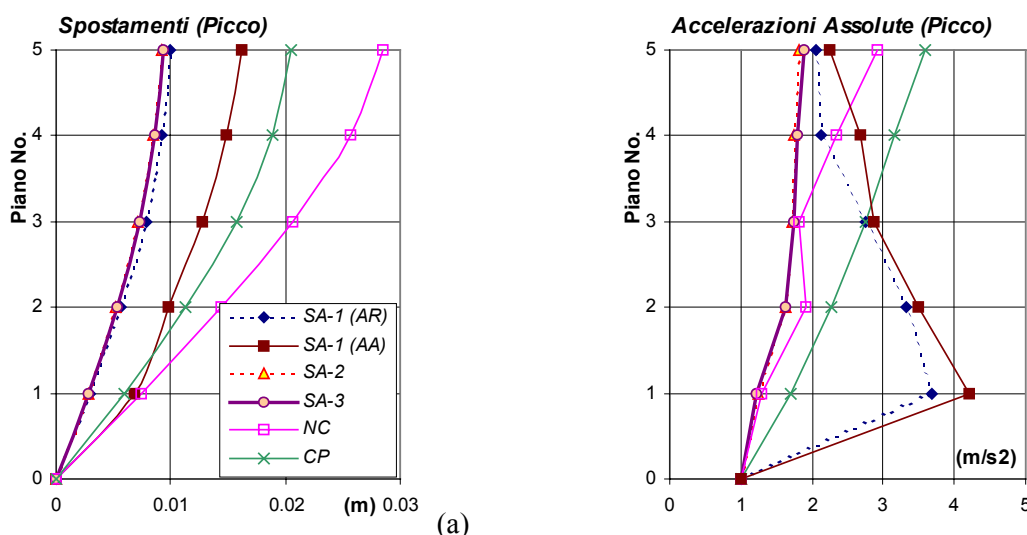 Spostamenti (Picco)
Piano No.
5
4
3
2
1
0
SA-1 (AR)
SA-1 (AA)
SA-2
SA-3
NC
CP
0 0.01 0.02 (m) 0.03
(a)
Accelerazioni Assolute (Picco)
Piano No.
5
4
3
2
1
0
(m/s2)
0 1 2 3 4 5